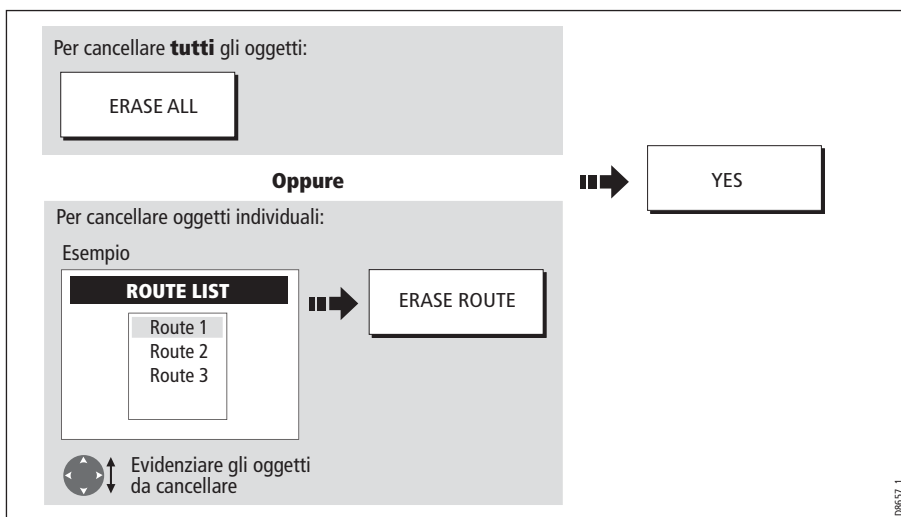 Per cancellare tutti gli oggetti:
ERASE ALL
Oppure
YES
Per cancellare oggetti individuali:
Esempio
ROUTE LIST
Route 1
Route 2
Route 3
ERASE ROUTE
Evidenziare gli oggetti
da cancellare
D8657_1